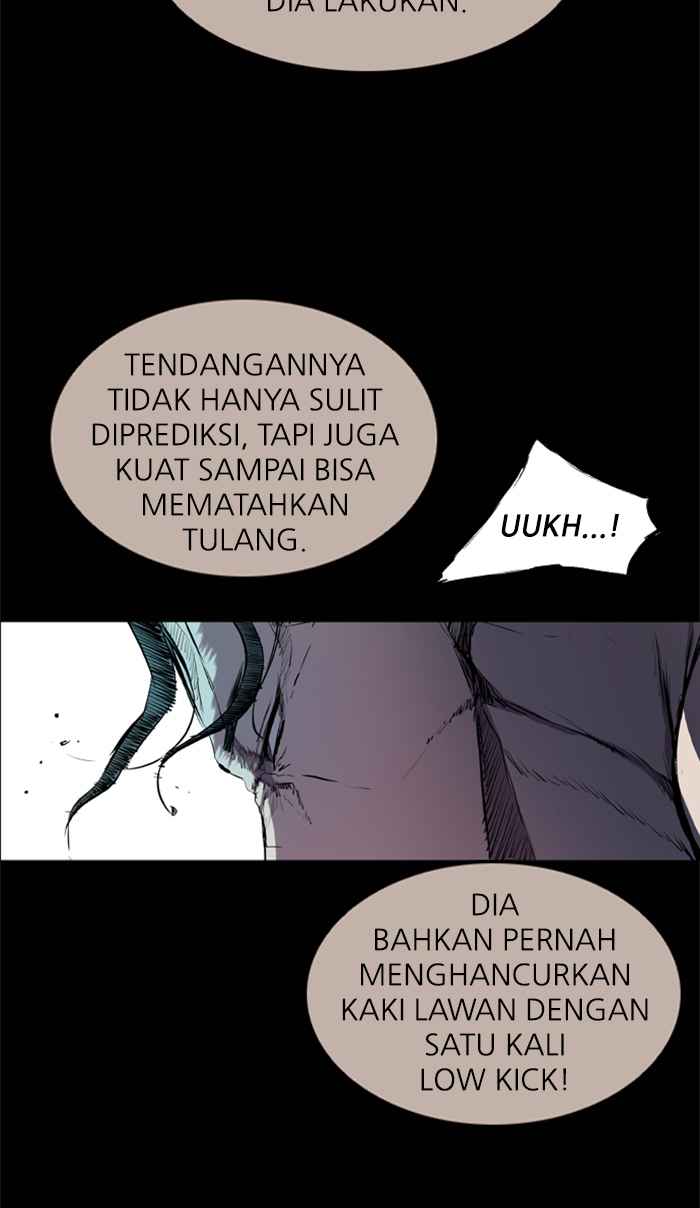 DIA LAKUKAN.
TENDANGANNYA
TIDAK HANYA SULIT
DIPREDIKSI, TAPI JUGA
KUAT SAMPAI BISA
MEMATAHKAN
TULANG.
UUKH...!
DIA
BAHKAN PERNAH
MENGHANCURKAN
KAKI LAWAN DENGAN
SATU KALI
LOW KICK!